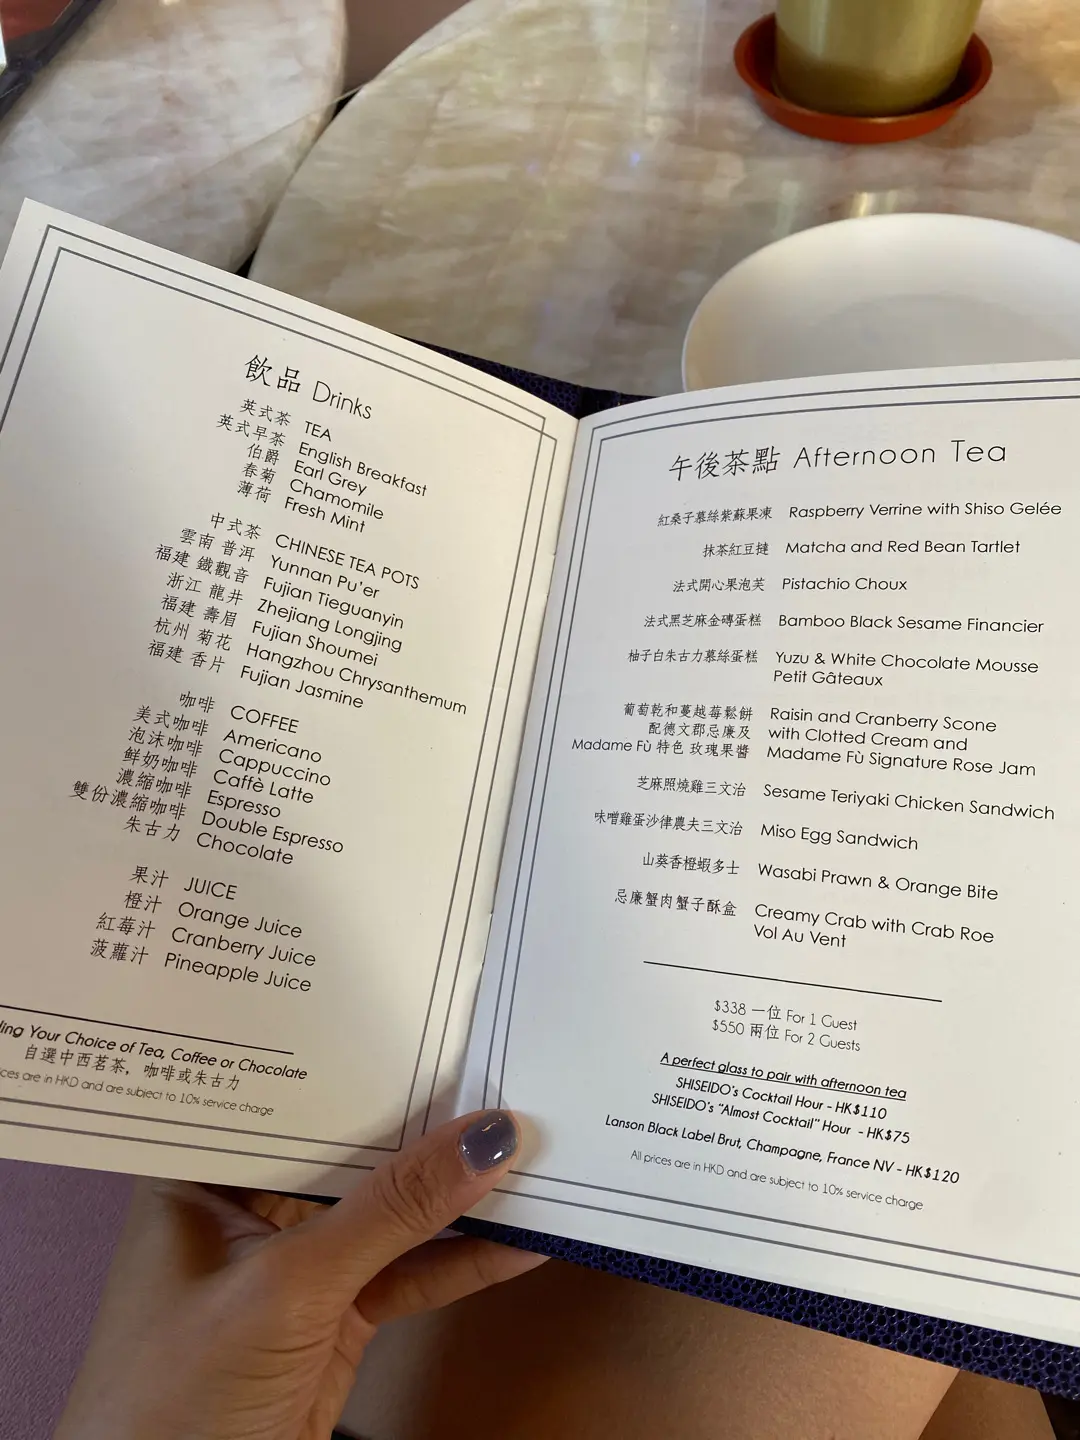 飲品 Drinks
英式茶 TEA
英式早茶 English Breakfast
伯爵 Earl Grey
春菊 Chamomile
薄荷 Fresh Mint
中式茶 CHINESE TEA POTS
雲南 普洱 Yunnan Pu'er
福建 鐵觀音 Fujian Tieguanyin
浙江 龍井 Zhejiang Longjing
福建 壽眉 Fujian Shoumei
杭州 菊花 Hangzhou Chrysanthemum
福建 香片 Fujian Jasmine
咖啡 COFFEE
美式咖啡 Americano
泡沫咖啡 Cappuccino
鮮奶咖啡 Caffè Latte
濃縮咖啡 Espresso
雙份濃縮咖啡 Double Espresso
朱古力 Chocolate
果汁 JUICE
橙汁 Orange Juice
紅莓汁 Cranberry Juice
菠蘿汁 Pineapple Juice
Your Choice of Tea, Coffee or Chocolate
自選中西茗茶，咖啡或朱古力
are in HKD and are subject to 10% service charge
午後茶點 Afternoon Tea
紅桑子慕絲紫蘇果凍 Raspberry Verrine with Shiso Gelée
抹茶紅豆撻 Matcha and Red Bean Tartlet
法式開心果泡芙 Pistachio Choux
法式黑芝麻金磚蛋糕 Bamboo Black Sesame Financier
柚子白朱古力慕絲蛋糕 Yuzu & White Chocolate Mousse
Petit Gâteaux
葡萄乾和蔓越莓鬆餅 Raisin and Cranberry Scone
配德文郡忌廉及 with Clotted Cream and
Madame Fù 特色 玫瑰果醬 Madame Fù Signature Rose Jam
芝麻照燒雞三文治 Sesame Teriyaki Chicken Sandwich
味噌雞蛋沙律農夫三文治 Miso Egg Sandwich
山葵香橙蝦多士 Wasabi Prawn & Orange Bite
忌廉蟹肉蟹子酥盒 Creamy Crab with Crab Roe
Vol Au Vent
$338 一位 For 1 Guest
$550 兩位 For 2 Guests
A perfect glass to pair with afternoon tea
SHISEIDO's Cocktail Hour - HK$110
SHISEIDO's "Almost Cocktail" Hour - HK$75
Lanson Black Label Brut, Champagne, France NV - HK$120
All prices are in HKD and are subject to 10% service charge